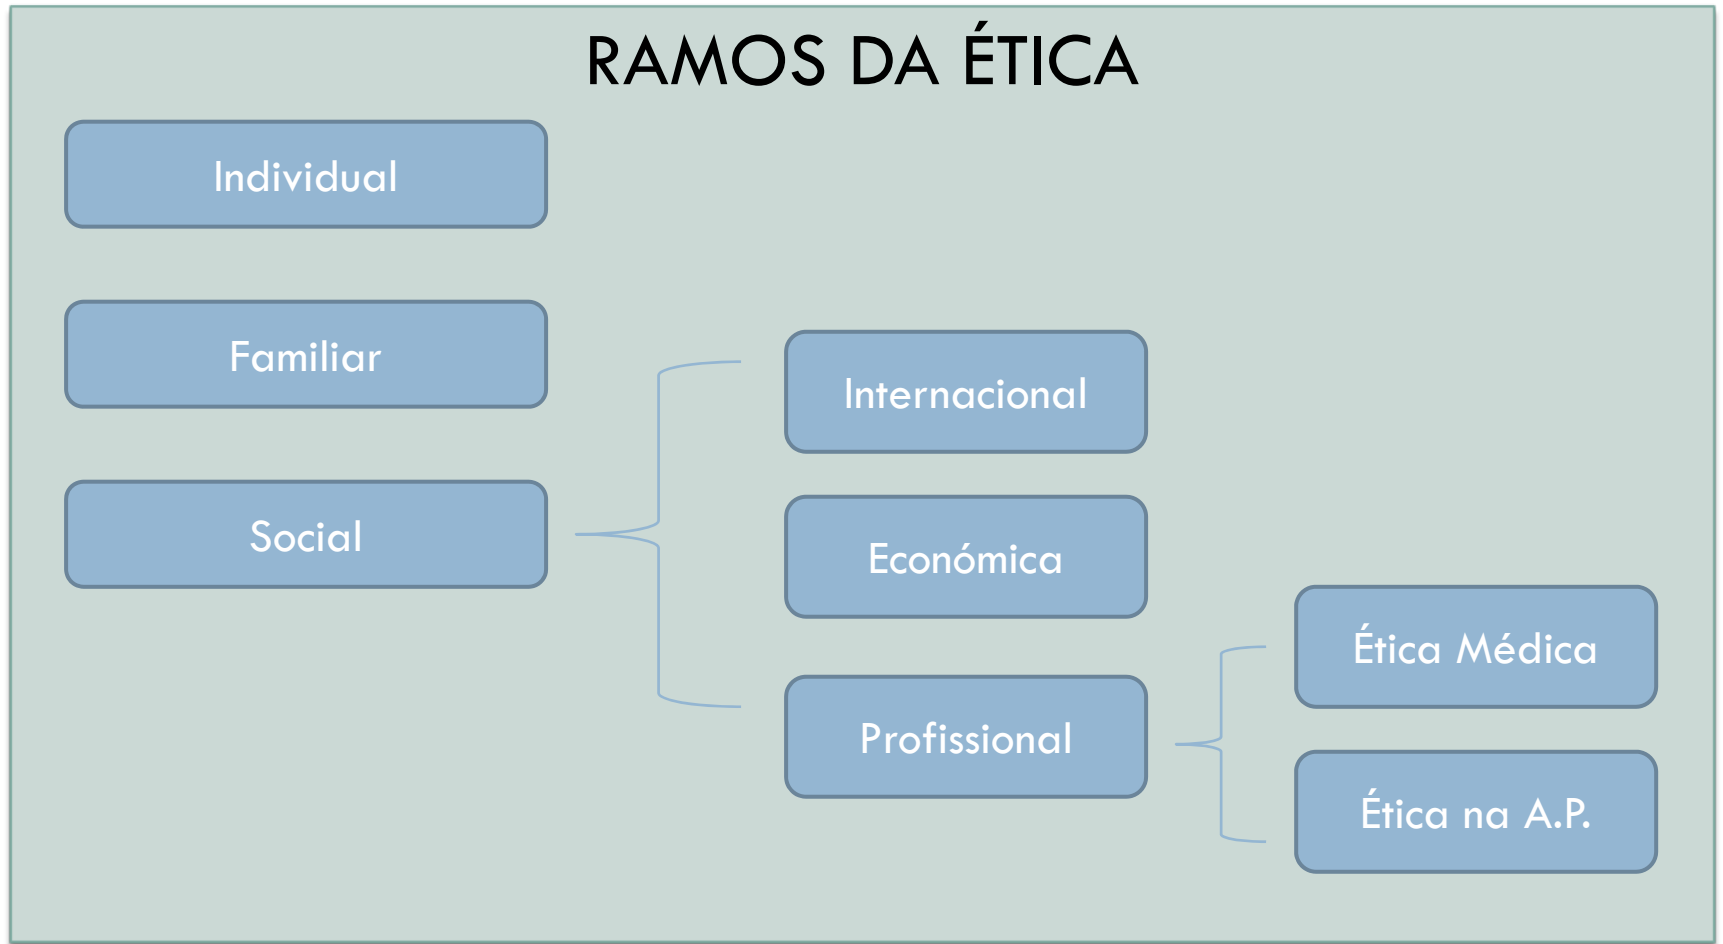 RAMOS DA ÉTICA
Individual
Familiar
Social
Internacional
Económica
Profissional
Ética Médica
Ética na A.P.